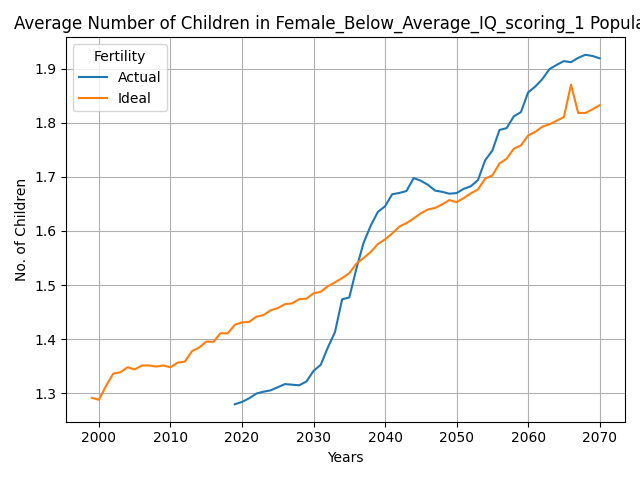 Average Number of Children in Female_Below_Average_IQ_scoring_1 Popula
Fertility
Actual
Ideal
No. of Children
1.9
1.8
1.7
1.6
1.5
1.4
1.3
2000 2010 2020 2030 2040 2050 2060 2070
Years